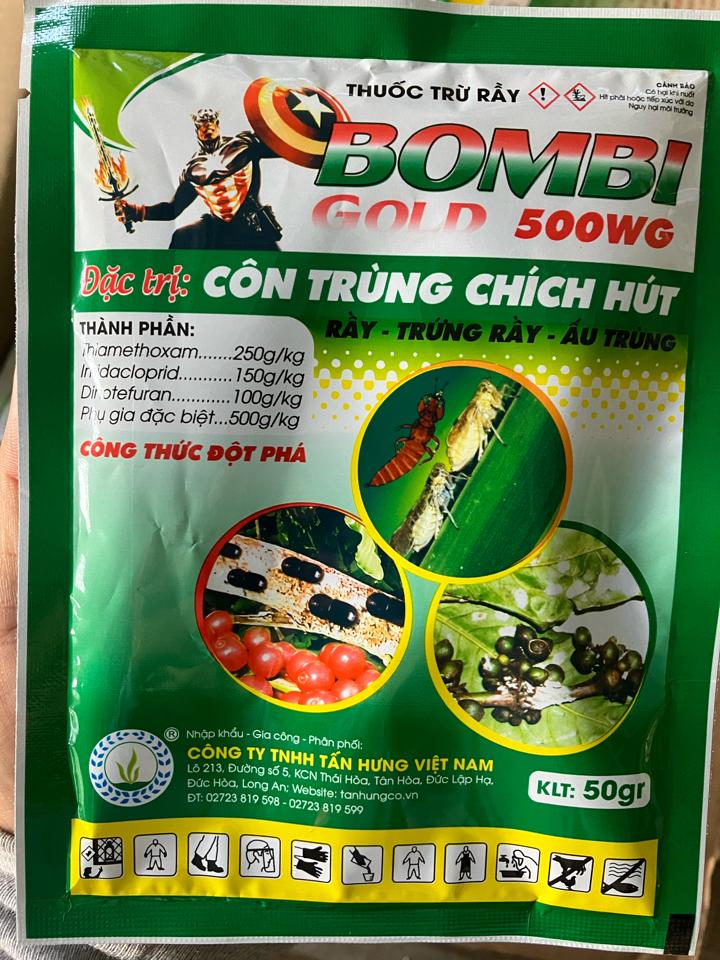 THUỐC TRỪ RẦY
CẢNH BÁO
Có hại khi nuốt
Hít phải hoặc tiếp xúc với da
Nguy hại môi trường
BOMBI
GOLD 500WG
Đặc trị: CÔN TRÙNG CHÍCH HÚT
RẦY - TRỨNG RẦY - ẤU TRÙNG
THÀNH PHẦN:
Thiamethoxam.......250g/kg
Imidacloprid...........150g/kg
Dinotefuran............100g/kg
Phụ gia đặc biệt...500g/kg
CÔNG THỨC ĐỘT PHÁ
® Nhập khẩu - Gia công - Phân phối:
CÔNG TY TNHH TẤN HƯNG VIỆT NAM
Lô 213, Đường số 5, KCN Thái Hòa, Tân Hòa, Đức Lập Hạ,
Đức Hòa, Long An; Website: tanhungco.vn
ĐT: 02723 819 598 - 02723 819 599
KLT: 50gr